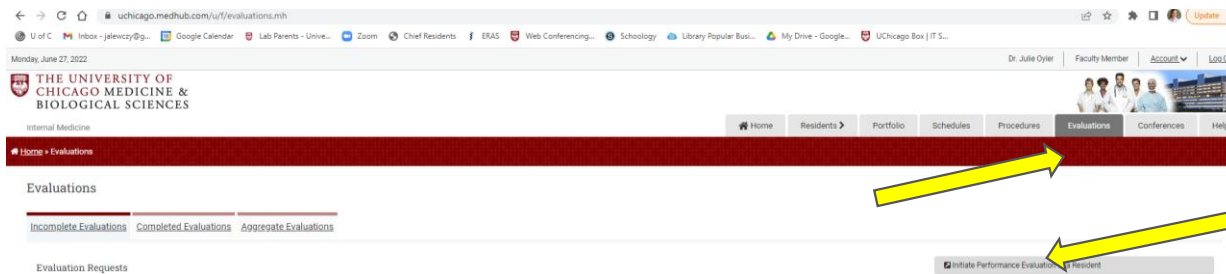 uchicago.medhub.com/u/f/evaluations.mh
Update
U of C Inbox - jalewczy@g... Google Calendar Lab Parents - Unive... Zoom Chief Residents ERAS Web Conferencing... Schoology Library Popular Busi... My Drive - Google... UChicago Box | IT S...
Monday, June 27, 2022 Dr. Julie Oyler Faculty Member Account Log O
THE UNIVERSITY OF
CHICAGO MEDICINE &
BIOLOGICAL SCIENCES
Internal Medicine Home Residents Portfolio Schedules Procedures Evaluations Conferences Help
Home » Evaluations
Evaluations
Incomplete Evaluations Completed Evaluations Aggregate Evaluations
Evaluation Requests Initiate Performance Evaluation Resident